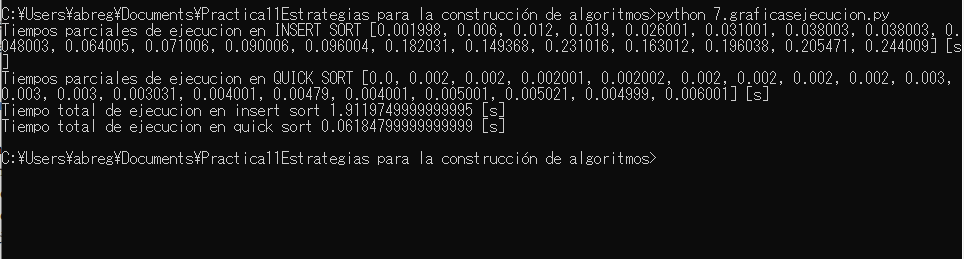 C:¥Users¥abreg¥Documents¥Practica11Estrategias para la construcción de algoritmos>python 7.graficasejecucion.py
Tiempos parciales de ejecucion en INSERT SORT [0.001998, 0.006, 0.012, 0.019, 0.026001, 0.031001, 0.038003, 0.038003, 0.
048003, 0.064005, 0.071006, 0.090006, 0.096004, 0.182031, 0.149368, 0.231016, 0.163012, 0.196038, 0.205471, 0.244009] [s
]
Tiempos parciales de ejecucion en QUICK SORT [0.0, 0.002, 0.002, 0.002001, 0.002002, 0.002, 0.002, 0.002, 0.002, 0.003,
0.003, 0.003, 0.003031, 0.004001, 0.00479, 0.004001, 0.005001, 0.005021, 0.004999, 0.006001] [s]
Tiempo total de ejecucion en insert sort 1.9119749999999995 [s]
Tiempo total de ejecucion en quick sort 0.06184799999999999 [s]
C:¥Users¥abreg¥Documents¥Practica11Estrategias para la construcción de algoritmos>